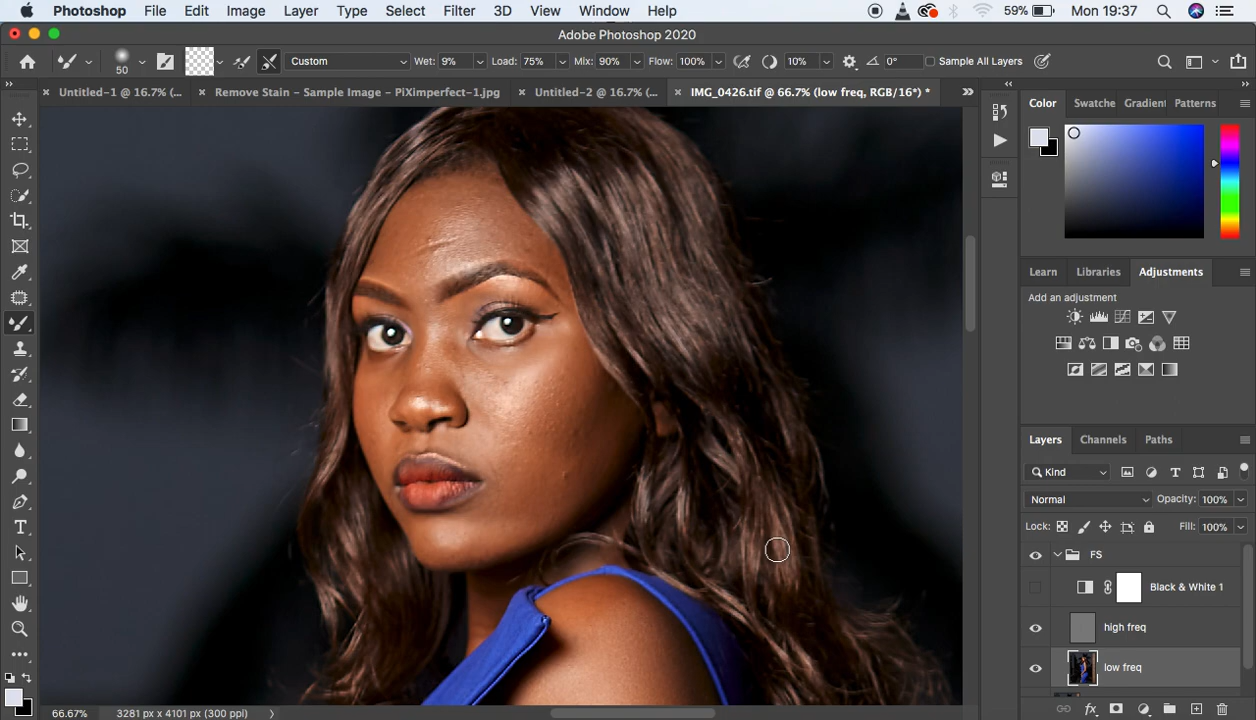 Photoshop File Edit Image Layer Type Select Filter 3D View Window Help 59% Mon 19:37
Adobe Photoshop 2020
50 Custom Wet: 9% Load: 75% Mix: 90% Flow: 100% 10% 0° Sample All Layers
Untitled-1 @ 16.7% (... Remove Stain – Sample Image – PiXimperfect-1.jpg Untitled-2 @ 16.7% (... IMG_0426.tif @ 66.7% (low freq, RGB/16*) *
Color Swatche Gradient Patterns
Learn Libraries Adjustments
Add an adjustment
Layers Channels Paths
Kind
Normal Opacity: 100%
Lock: Fill: 100%
FS
Black & White 1
high freq
low freq
66.67% 3281 px x 4101 px (300 ppi)